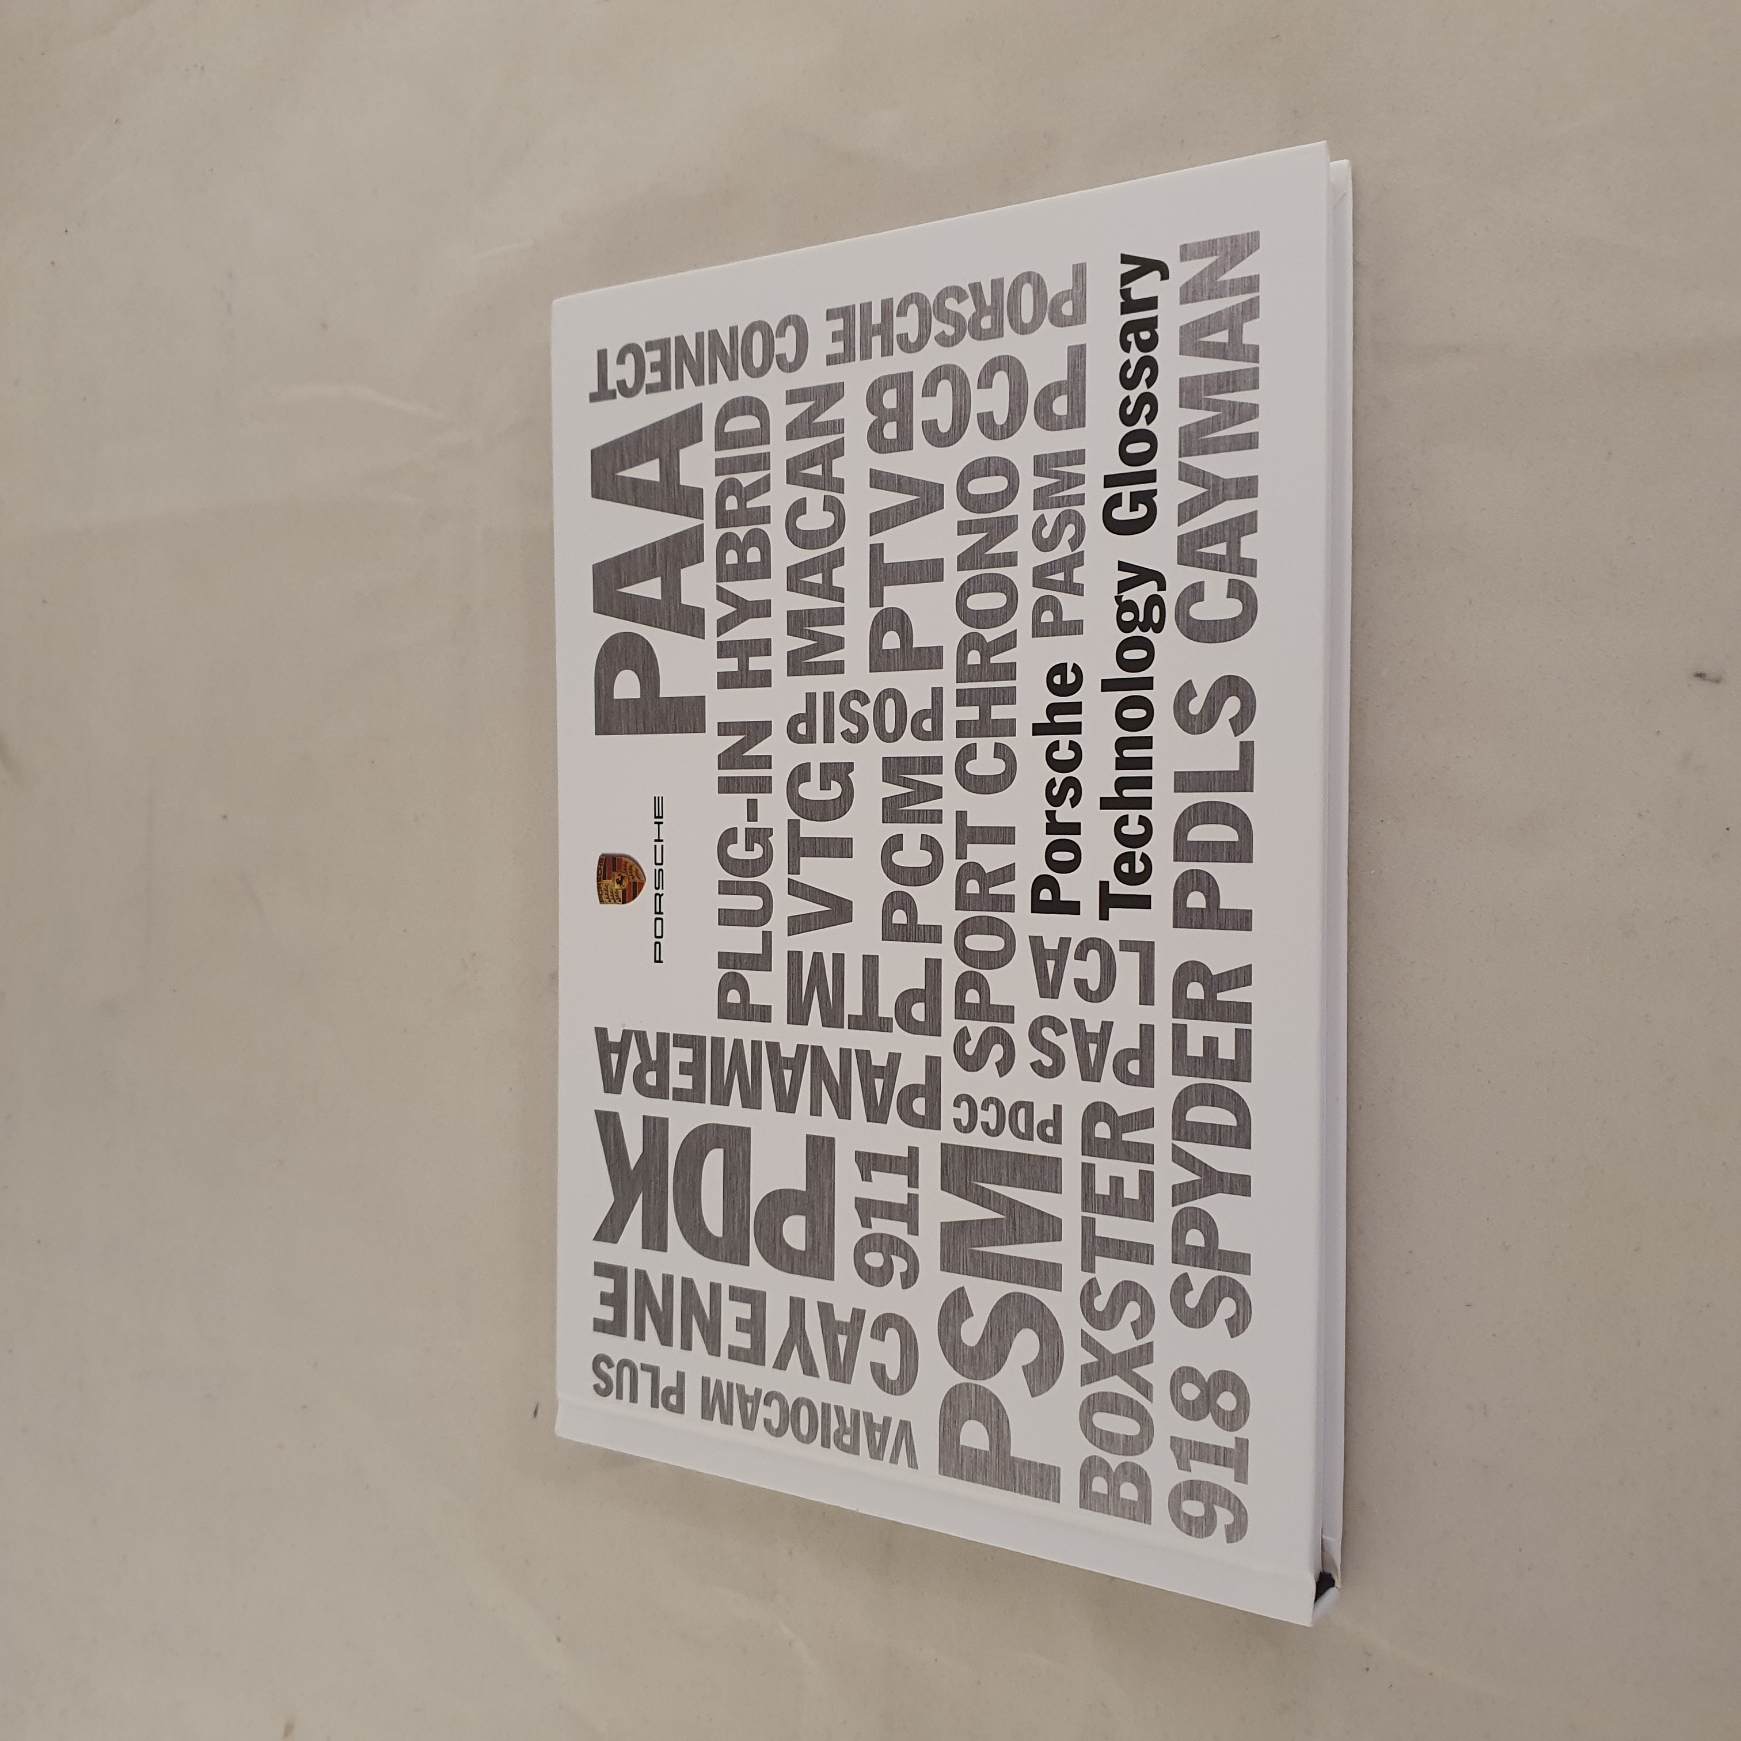 PORSCHE
VARIOCAM PLUS
CAYENNE
PDK
PANAMERA
PAA
PORSCHE CONNECT
PLUG-IN HYBRID
PTM
VTG
POSIP
MACAN
911
PCM
PTV
PCCB
PSM
PDCC
SPORT CHRONO
PAS
LCA
Porsche
PASM
BOXSTER
Technology Glossary
918 SPYDER PDLS CAYMAN